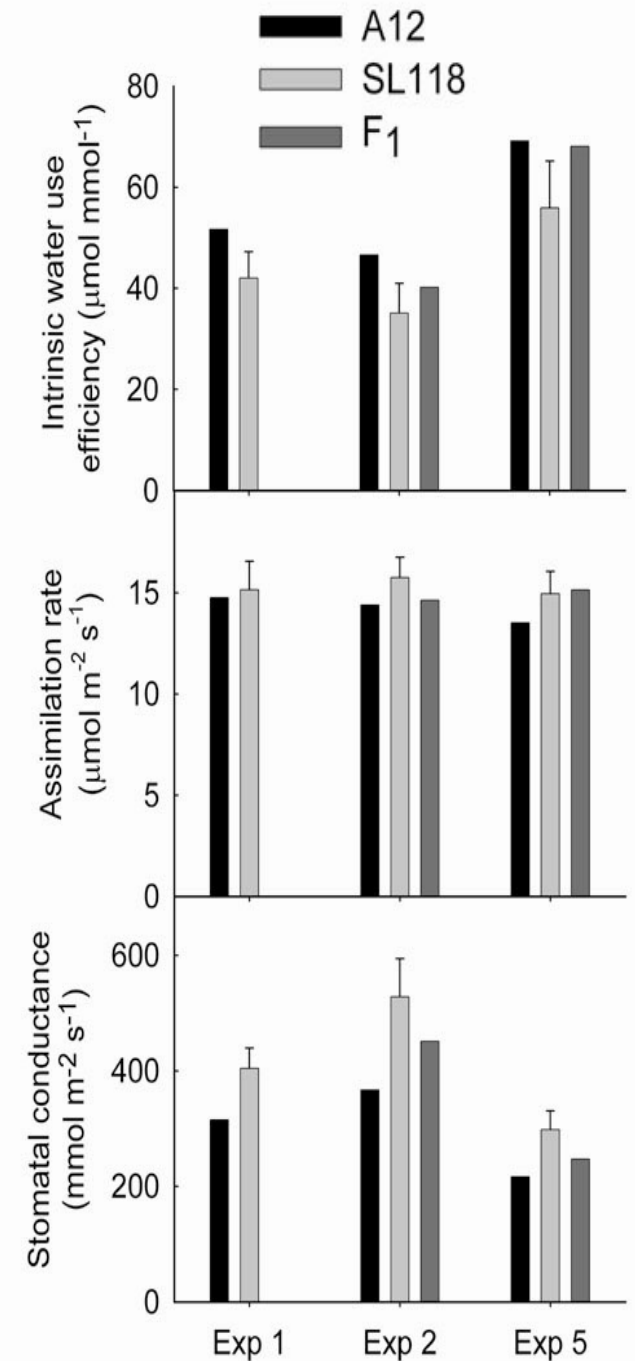 A12
SL118
F1
Intrinsic water use
efficiency (μmol mmol-1)
80
60
40
20
0
Assimilation rate
(μmol m-2 s-1)
15
10
5
0
Stomatal conductance
(mmol m-2 s-1)
600
400
200
0
Exp 1 Exp 2 Exp 5